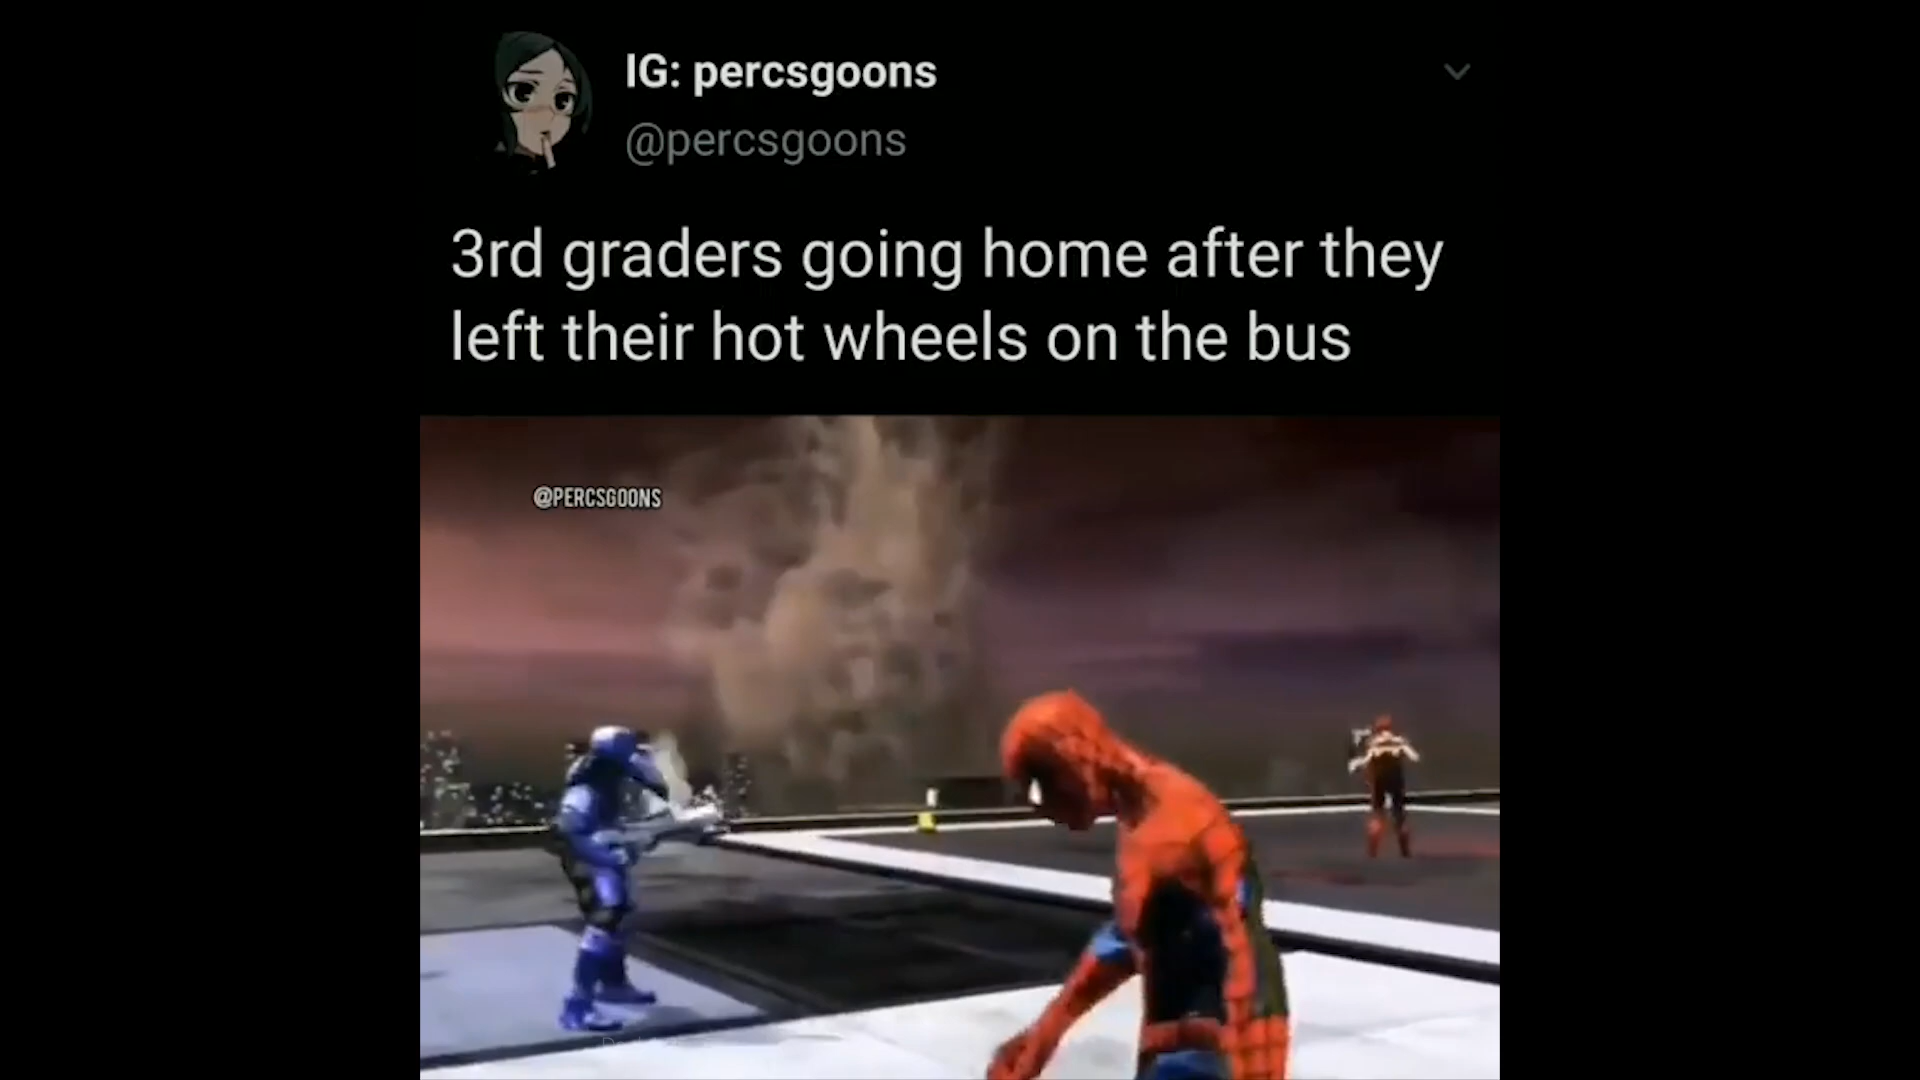 IG: percsgoons
@percsgoons
3rd graders going home after they
left their hot wheels on the bus
@PERCSGOONS